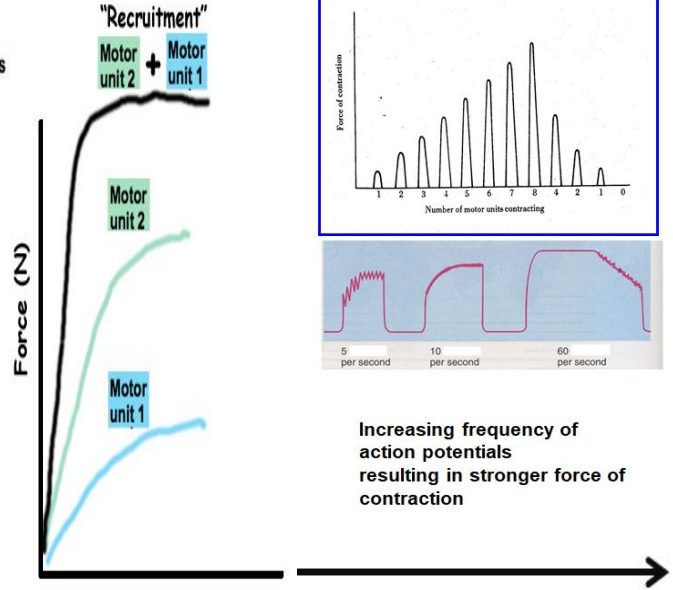 s
“Recruitment”
Motor
unit 2
+
Motor
unit 1
Motor
unit 2
Motor
unit 1
Force (N)
Force of contraction
1 2 3 4 5 6 7 8 4 2 1 0
Number of motor units contracting
5
per second
10
per second
60
per second
Increasing frequency of
action potentials
resulting in stronger force of
contraction